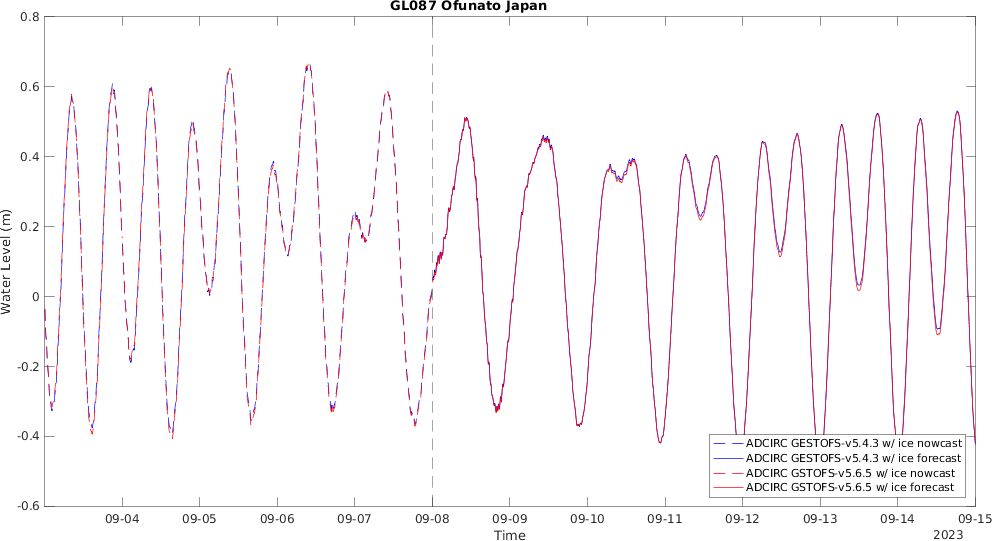 GL087 Ofunato Japan
Water Level (m)
0.8
0.6
0.4
0.2
0
-0.2
-0.4
-0.6
ADCIRC GESTOFS-v5.4.3 w/ ice nowcast
ADCIRC GESTOFS-v5.4.3 w/ ice forecast
ADCIRC GSTOFS-v5.6.5 w/ ice nowcast
ADCIRC GSTOFS-v5.6.5 w/ ice forecast
09-04 09-05 09-06 09-07 09-08 09-09 09-10 09-11 09-12 09-13 09-14 09-15
Time
2023